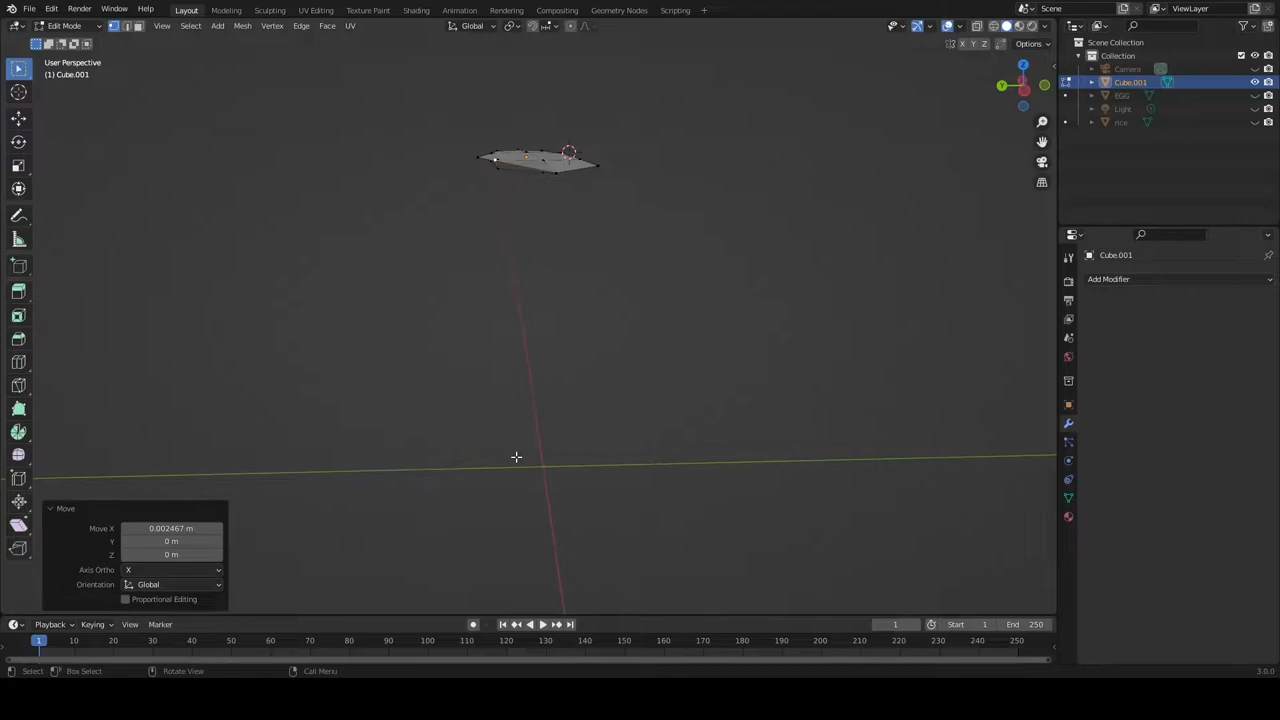 File Edit Render Window Help Layout Modeling Sculpting UV Editing Texture Paint Shading Animation Rendering Compositing Geometry Nodes Scripting + Scene ViewLayer
Edit Mode View Select Add Mesh Vertex Edge Face UV Global
X Y Z Options
User Perspective
(1) Cube.001
Z
Y
Scene Collection
Collection
Camera
Cube.001
EGG
Light
rice
Cube.001
Add Modifier
Move
Move X 0.002467 m
Y 0 m
Z 0 m
Axis Ortho X
Orientation Global
Proportional Editing
Playback Keying View Marker 1 Start 1 End 250
1 10 20 30 40 50 60 70 80 90 100 110 120 130 140 150 160 170 180 190 200 210 220 230 240 250
Select Box Select Rotate View Call Menu 3.0.0